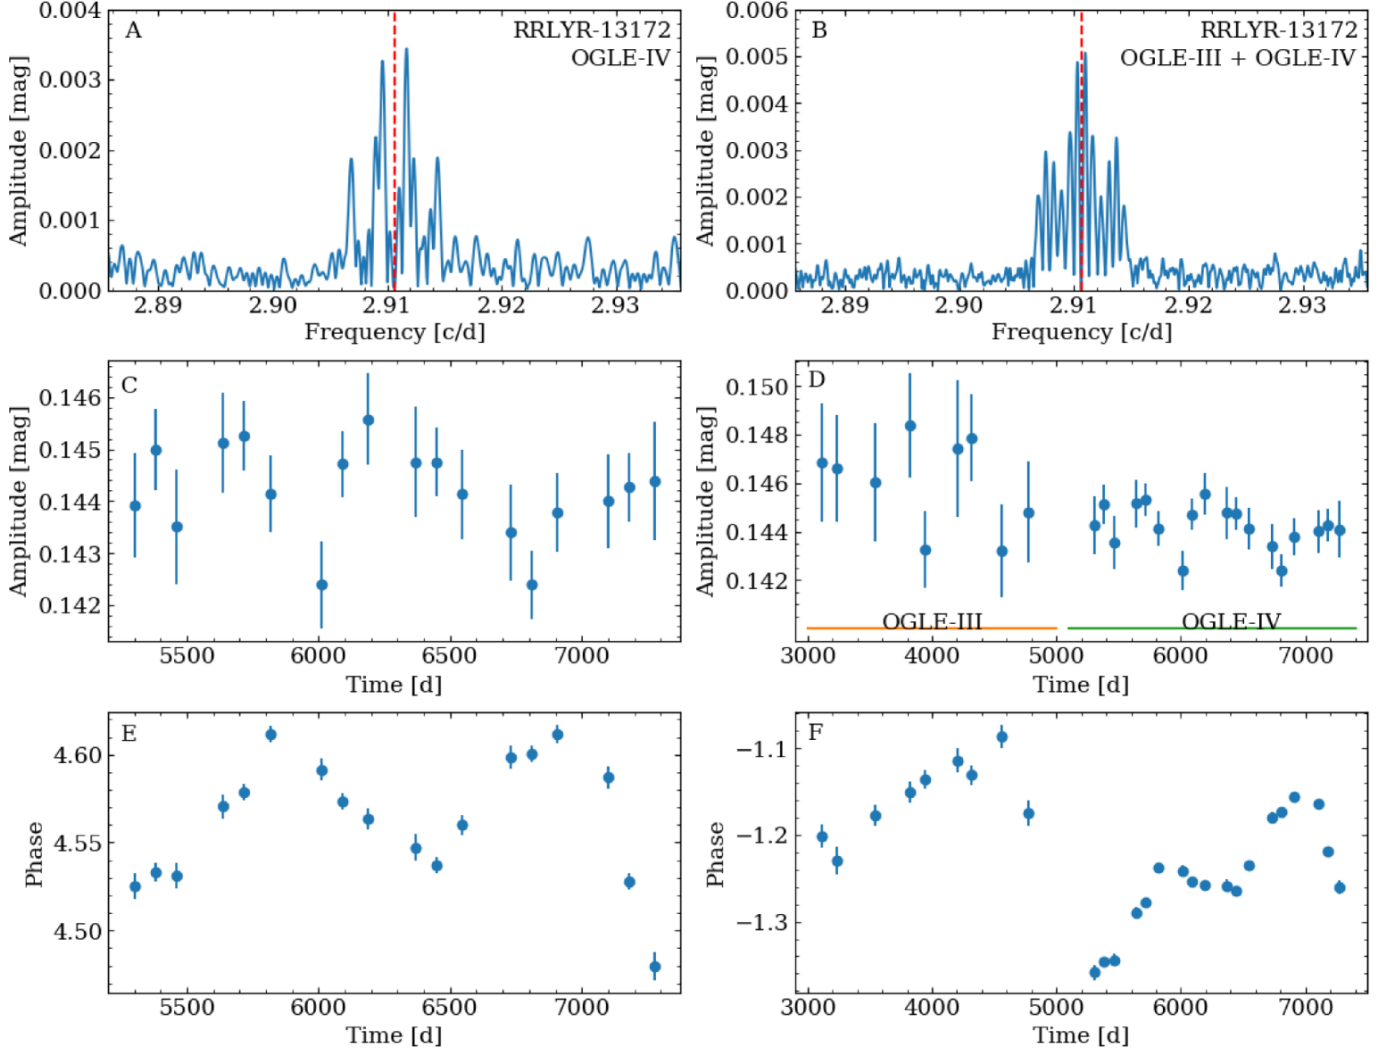 A
RRLYR-13172
OGLE-IV
0.004
0.003
0.002
0.001
0.000
Amplitude [mag]
2.89
2.90
2.91
2.92
2.93
Frequency [c/d]
B
RRLYR-13172
OGLE-III + OGLE-IV
0.006
0.005
0.004
0.003
0.002
0.001
0.000
Amplitude [mag]
2.89
2.90
2.91
2.92
2.93
Frequency [c/d]
C
0.146
0.145
0.144
0.143
0.142
Amplitude [mag]
5500
6000
6500
7000
Time [d]
D
0.150
0.148
0.146
0.144
0.142
Amplitude [mag]
OGLE-III
OGLE-IV
3000
4000
5000
6000
7000
Time [d]
E
4.60
4.55
4.50
Phase
5500
6000
6500
7000
Time [d]
F
−1.1
−1.2
−1.3
Phase
3000
4000
5000
6000
7000
Time [d]